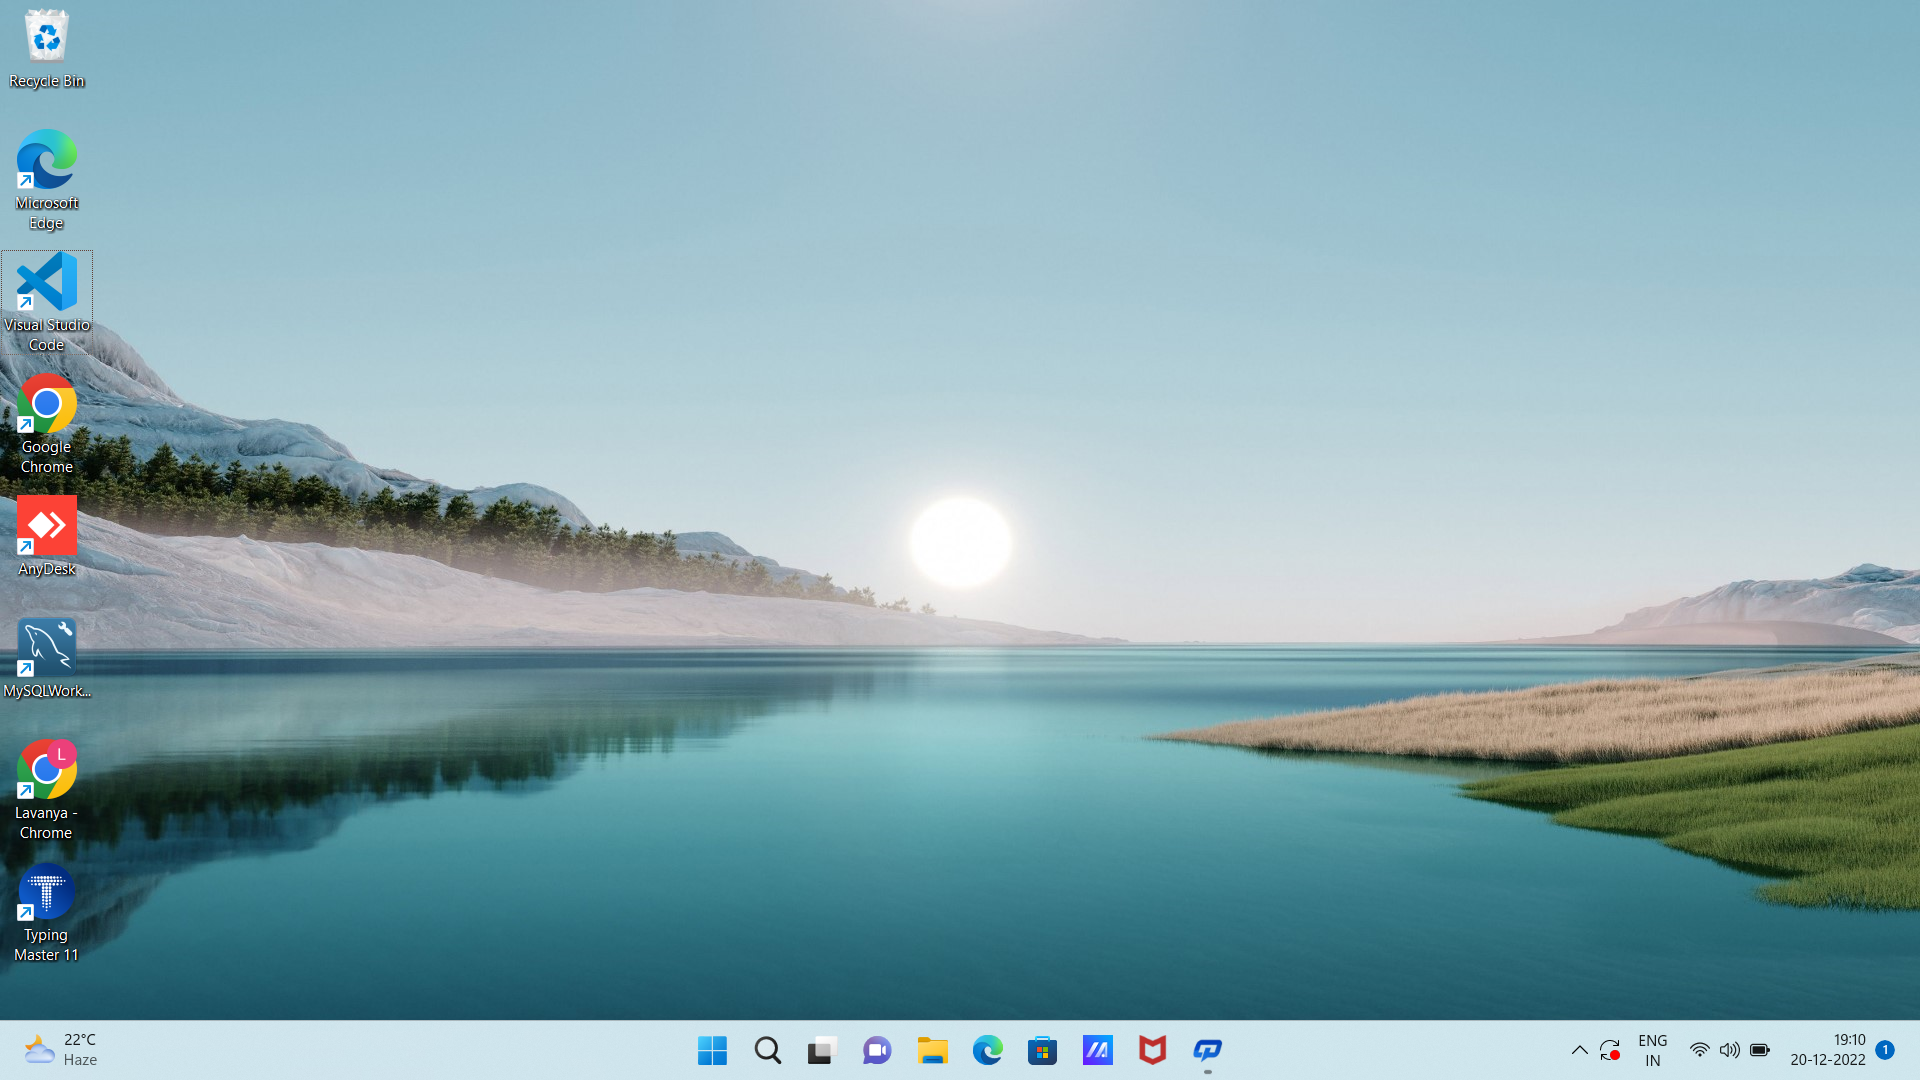 Recycle Bin
Microsoft
Edge
Visual Studio
Code
Google
Chrome
AnyDesk
MySQLWork...
L
Lavanya -
Chrome
Typing
Master 11
22°C
Haze
ENG
IN
19:10
20-12-2022
1